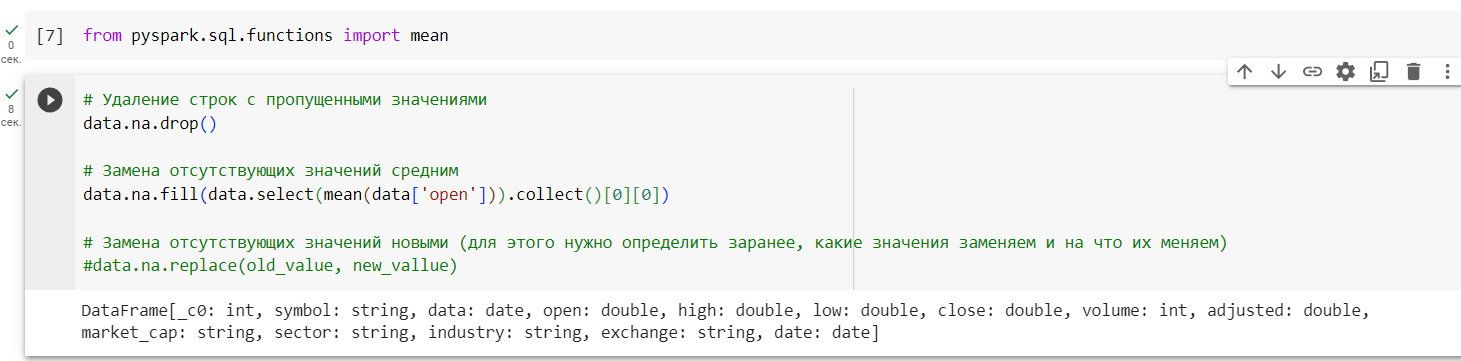 [7] from pyspark.sql.functions import mean
0
сек.
8
сек.
# Удаление строк с пропущенными значениями
data.na.drop()
# Замена отсутствующих значений средним
data.na.fill(data.select(mean(data['open'])).collect()[0][0])
# Замена отсутствующих значений новыми (для этого нужно определить заранее, какие значения заменяем и на что их меняем)
#data.na.replace(old_value, new_vallue)
DataFrame[_c0: int, symbol: string, data: date, open: double, high: double, low: double, close: double, volume: int, adjusted: double,
market_cap: string, sector: string, industry: string, exchange: string, date: date]